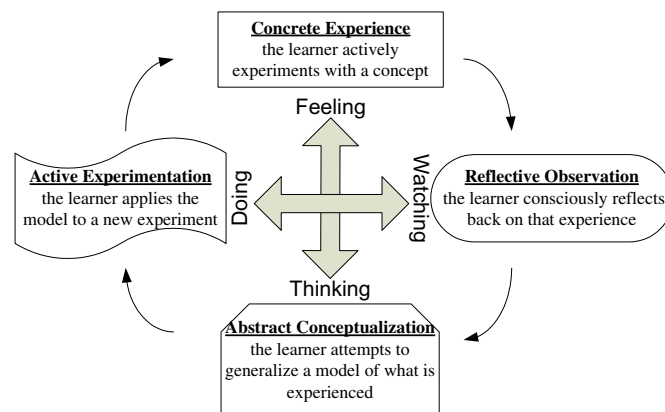 Concrete Experience
the learner actively
experiments with a concept
Feeling
Active Experimentation
the learner applies the
model to a new experiment
Doing
Watching
Reflective Observation
the learner consciously reflects
back on that experience
Thinking
Abstract Conceptualization
the learner attempts to
generalize a model of what is
experienced